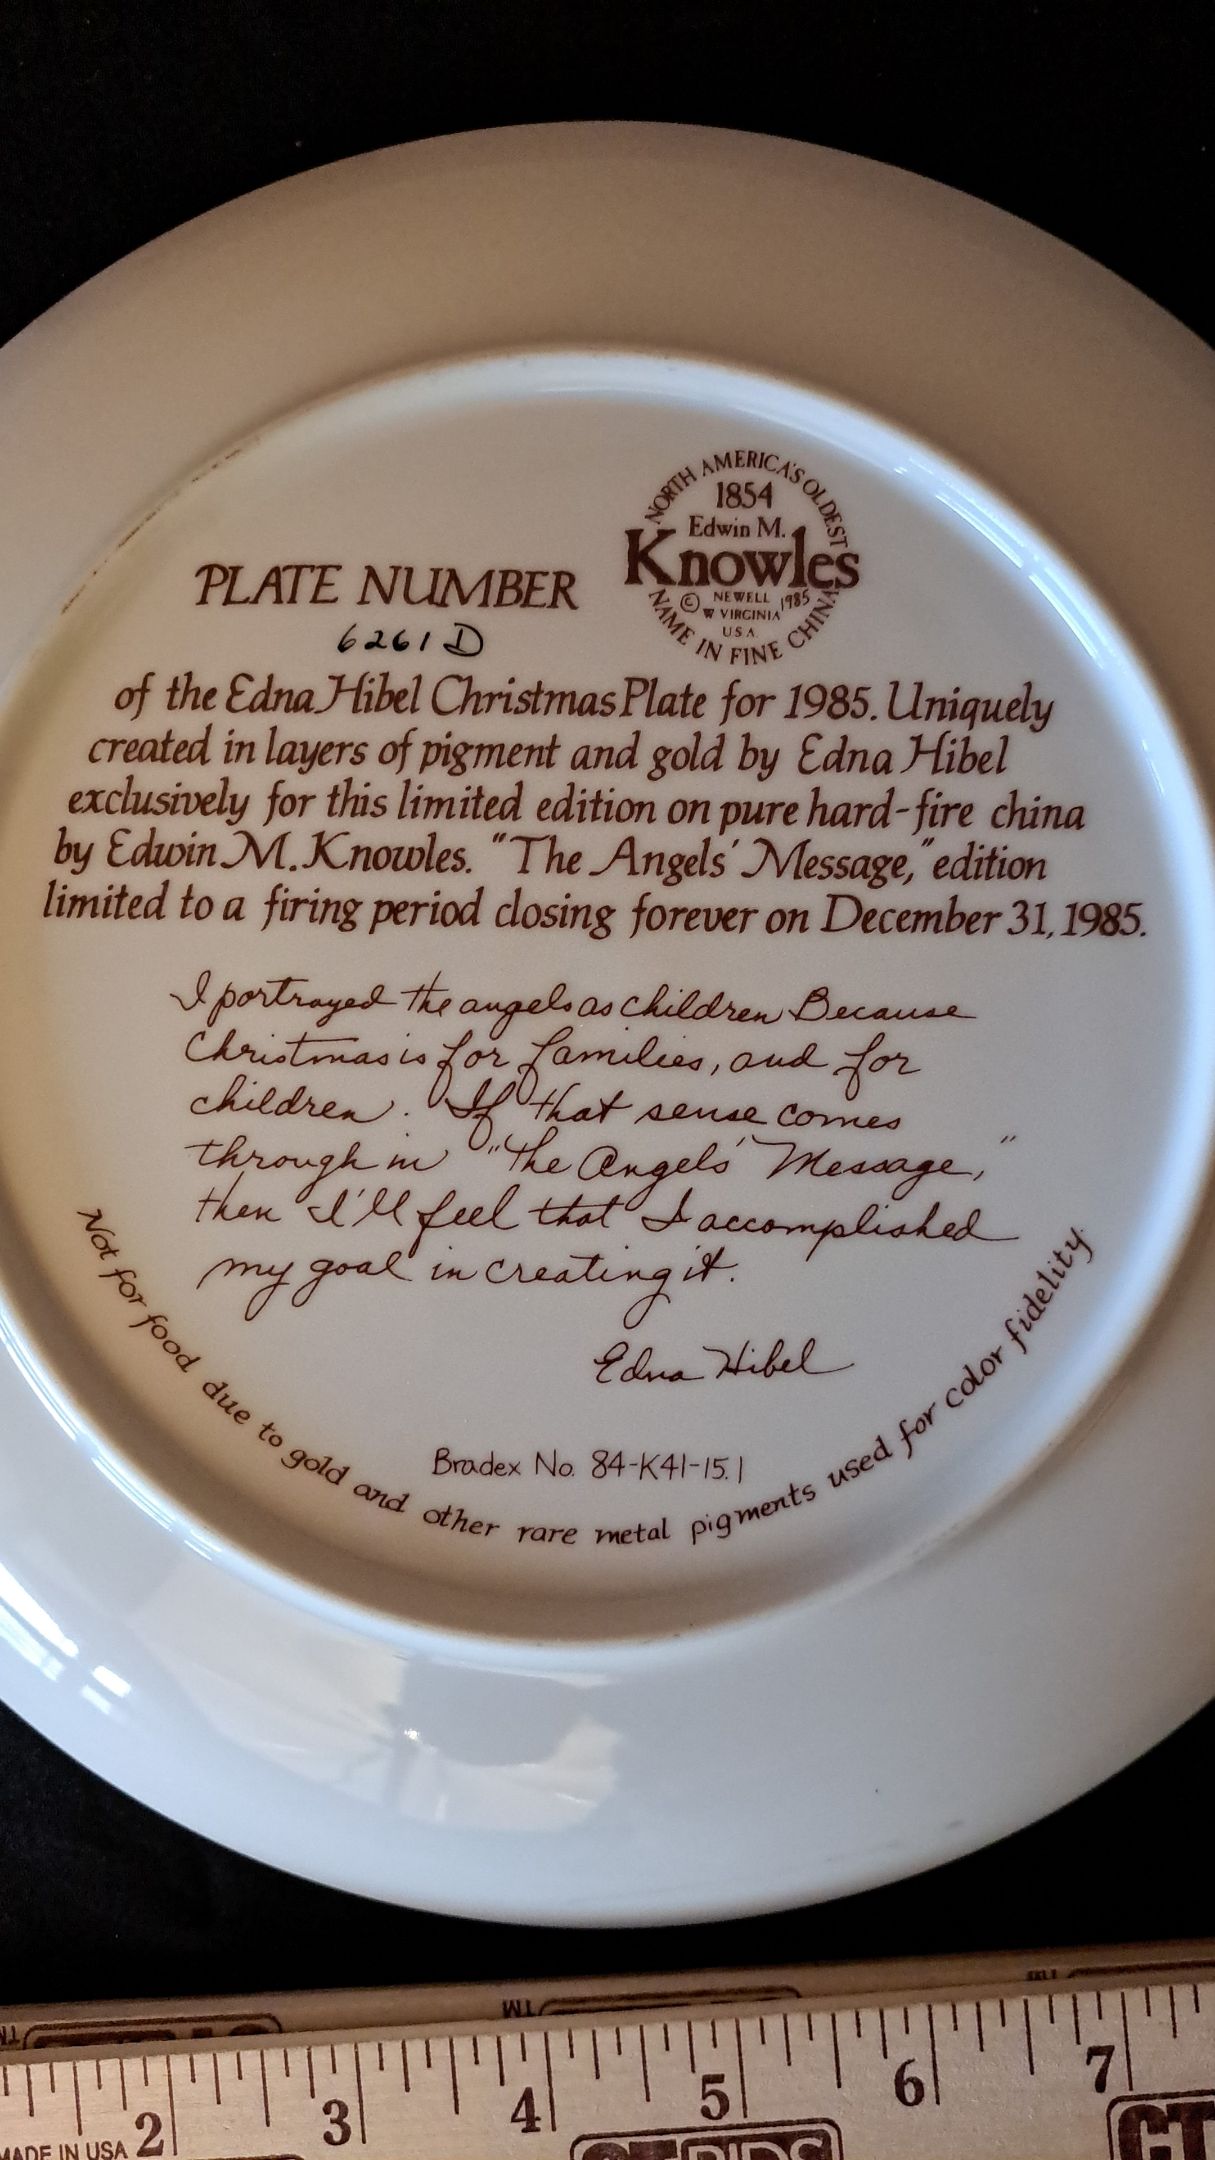 NORTH AMERICA'S OLDEST
1854
Edwin M.
Knowles
© NEWELL 1985
W VIRGINIA
U.S.A.
NAME IN FINE CHINA
PLATE NUMBER
6261 D
of the Edna Hibel Christmas Plate for 1985. Uniquely
created in layers of pigment and gold by Edna Hibel
exclusively for this limited edition on pure hard-fire china
by Edwin M. Knowles. "The Angels' Message," edition
limited to a firing period closing forever on December 31, 1985.
I portrayed the angels as children Because
Christmas is for families, and for
children. If that sense comes
through in "The Angels' Message,"
then I'll feel that I accomplished
my goal in creating it.
Edna Hibel
Bradex No. 84-K41-15.1
Not for food due to gold and other rare metal pigments used for color fidelity
TM
TM
2 3 4 5 6 7
MADE IN USA